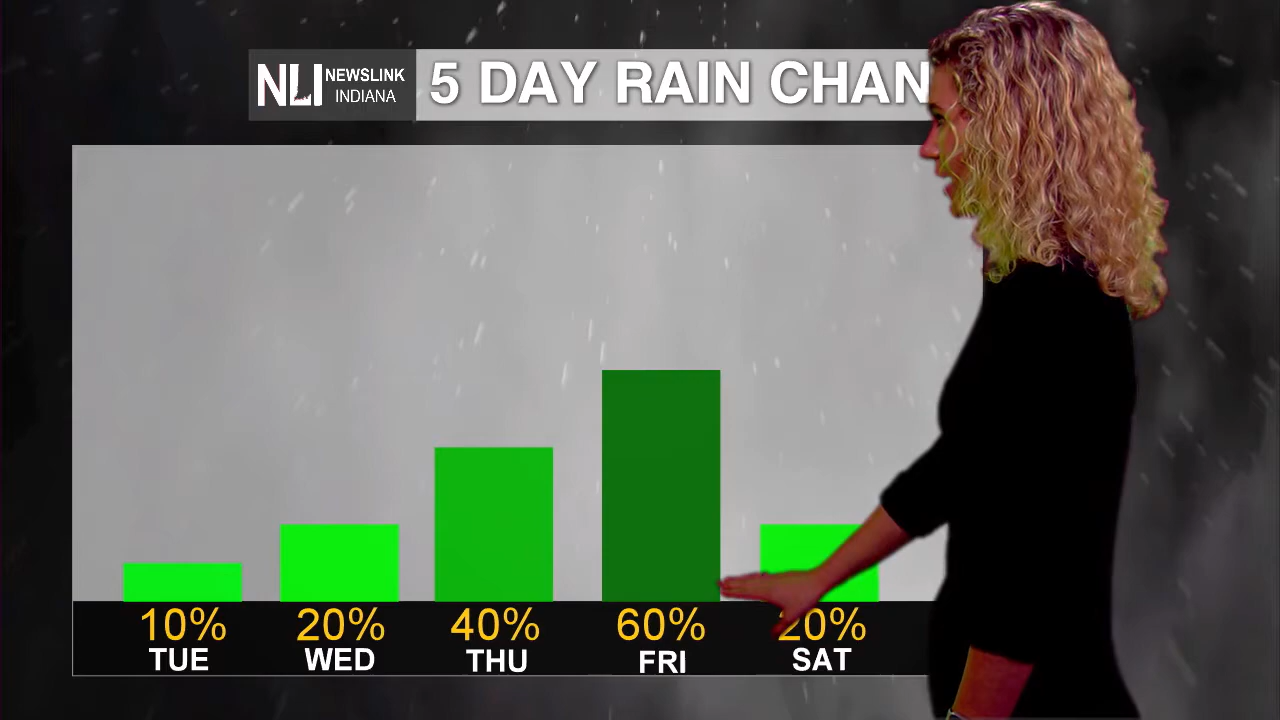 NLI NEWSLINK INDIANA
5 DAY RAIN CHAN
10% 20% 40% 60% 20%
TUE WED THU FRI SAT